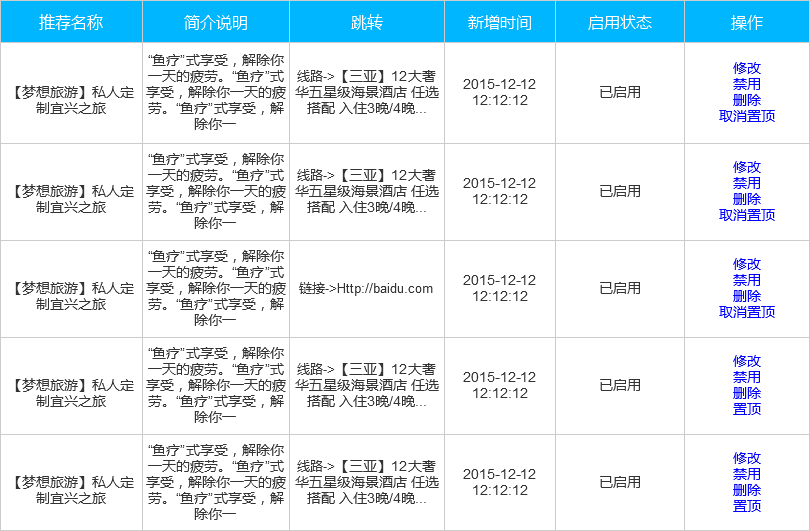 推荐名称 简介说明 跳转 新增时间 启用状态 操作
【梦想旅游】私人定
制宜兴之旅
“鱼疗”式享受，解除你
一天的疲劳。“鱼疗”式
享受，解除你一天的疲
劳。“鱼疗”式享受，解
除你一
线路->【三亚】12大奢
华五星级海景酒店 任选
搭配 入住3晚/4晚...
2015-12-12
12:12:12
已启用
修改
禁用
删除
取消置顶
【梦想旅游】私人定
制宜兴之旅
“鱼疗”式享受，解除你
一天的疲劳。“鱼疗”式
享受，解除你一天的疲
劳。“鱼疗”式享受，解
除你一
线路->【三亚】12大奢
华五星级海景酒店 任选
搭配 入住3晚/4晚...
2015-12-12
12:12:12
已启用
修改
禁用
删除
取消置顶
【梦想旅游】私人定
制宜兴之旅
“鱼疗”式享受，解除你
一天的疲劳。“鱼疗”式
享受，解除你一天的疲
劳。“鱼疗”式享受，解
除你一
链接->Http://baidu.com
2015-12-12
12:12:12
已启用
修改
禁用
删除
取消置顶
【梦想旅游】私人定
制宜兴之旅
“鱼疗”式享受，解除你
一天的疲劳。“鱼疗”式
享受，解除你一天的疲
劳。“鱼疗”式享受，解
除你一
线路->【三亚】12大奢
华五星级海景酒店 任选
搭配 入住3晚/4晚...
2015-12-12
12:12:12
已启用
修改
禁用
删除
置顶
【梦想旅游】私人定
制宜兴之旅
“鱼疗”式享受，解除你
一天的疲劳。“鱼疗”式
享受，解除你一天的疲
劳。“鱼疗”式享受，解
除你一
线路->【三亚】12大奢
华五星级海景酒店 任选
搭配 入住3晚/4晚...
2015-12-12
12:12:12
已启用
修改
禁用
删除
置顶